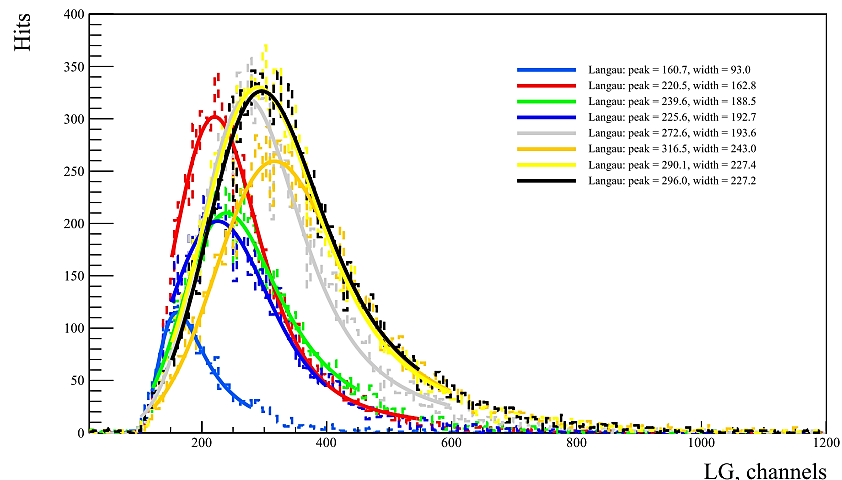 Hits
400
350
300
250
200
150
100
50
0
Langau: peak = 160.7, width = 93.0
Langau: peak = 220.5, width = 162.8
Langau: peak = 239.6, width = 188.5
Langau: peak = 225.6, width = 192.7
Langau: peak = 272.6, width = 193.6
Langau: peak = 316.5, width = 243.0
Langau: peak = 290.1, width = 227.4
Langau: peak = 296.0, width = 227.2
200 400 600 800 1000 1200
LG, channels